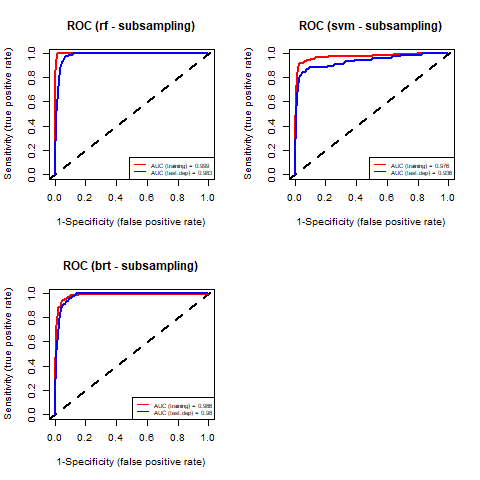 ROC (rf - subsampling)
Sensitivity (true positive rate)
1.0
0.8
0.6
0.4
0.2
0.0
AUC (training) = 0.999
AUC (test.dep) = 0.983
0.0 0.2 0.4 0.6 0.8 1.0
1-Specificity (false positive rate)
ROC (svm - subsampling)
Sensitivity (true positive rate)
1.0
0.8
0.6
0.4
0.2
0.0
AUC (training) = 0.976
AUC (test.dep) = 0.936
0.0 0.2 0.4 0.6 0.8 1.0
1-Specificity (false positive rate)
ROC (brt - subsampling)
Sensitivity (true positive rate)
1.0
0.8
0.6
0.4
0.2
0.0
AUC (training) = 0.986
AUC (test.dep) = 0.98
0.0 0.2 0.4 0.6 0.8 1.0
1-Specificity (false positive rate)